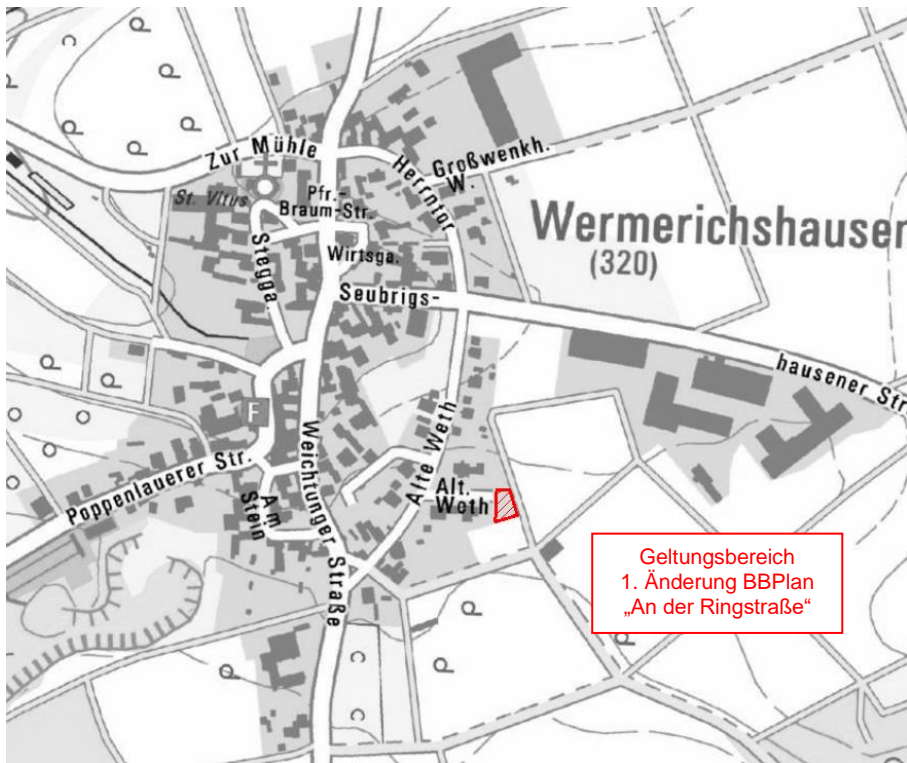 Zur Mühle
St. Vitus
Pfr.-
Braum-Str.
Stegga
Wirtsga.
Herrntor
Großwenkh.
W.
Wermerichshausen
(320)
Seubrigs-
hausener Str
F
Poppenlauerer Str.
Am
Stein
Weichtunger Straße
Alte Weth
Alt.
Weth
Geltungsbereich
1. Änderung BBPlan
„An der Ringstraße“